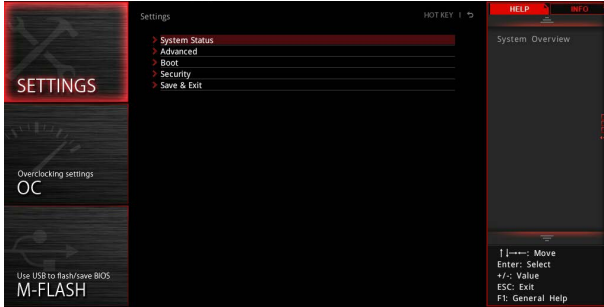 Settings
HOT KEY |
HELP
INFO
System Overview
> System Status
> Advanced
> Boot
> Security
> Save & Exit
SETTINGS
Overclocking settings
OC
Use USB to flash/save BIOS
M-FLASH
↑↓→←: Move
Enter: Select
+/-: Value
ESC: Exit
F1: General Help